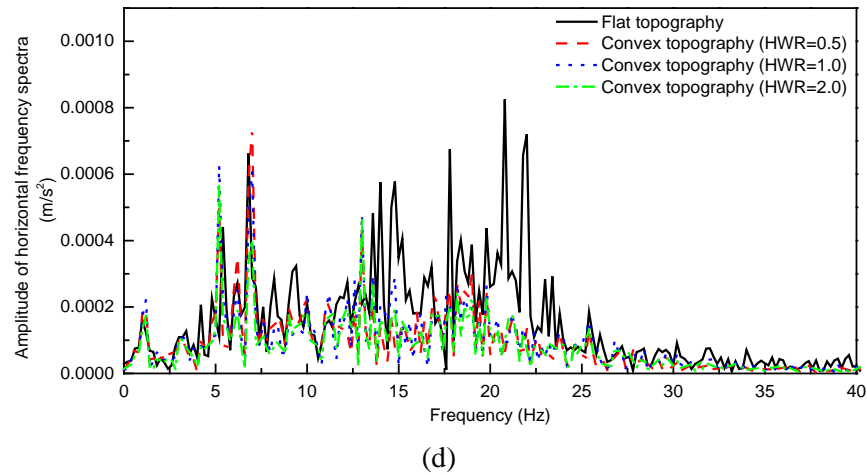 Amplitude of horizontal frequency spectra
(m/s²)
0.0010
0.0008
0.0006
0.0004
0.0002
0.0000
Flat topography
Convex topography (HWR=0.5)
Convex topography (HWR=1.0)
Convex topography (HWR=2.0)
0 5 10 15 20 25 30 35 40
Frequency (Hz)
(d)